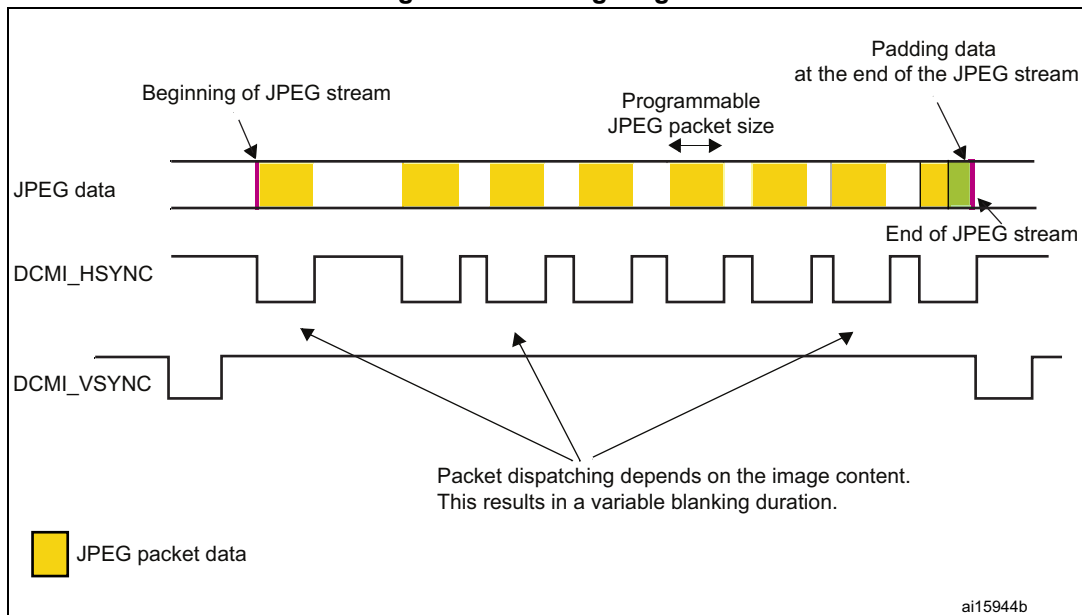 Padding data
at the end of the JPEG stream
Beginning of JPEG stream
Programmable
JPEG packet size
JPEG data
End of JPEG stream
DCMI_HSYNC
DCMI_VSYNC
Packet dispatching depends on the image content.
This results in a variable blanking duration.
JPEG packet data
ai15944b